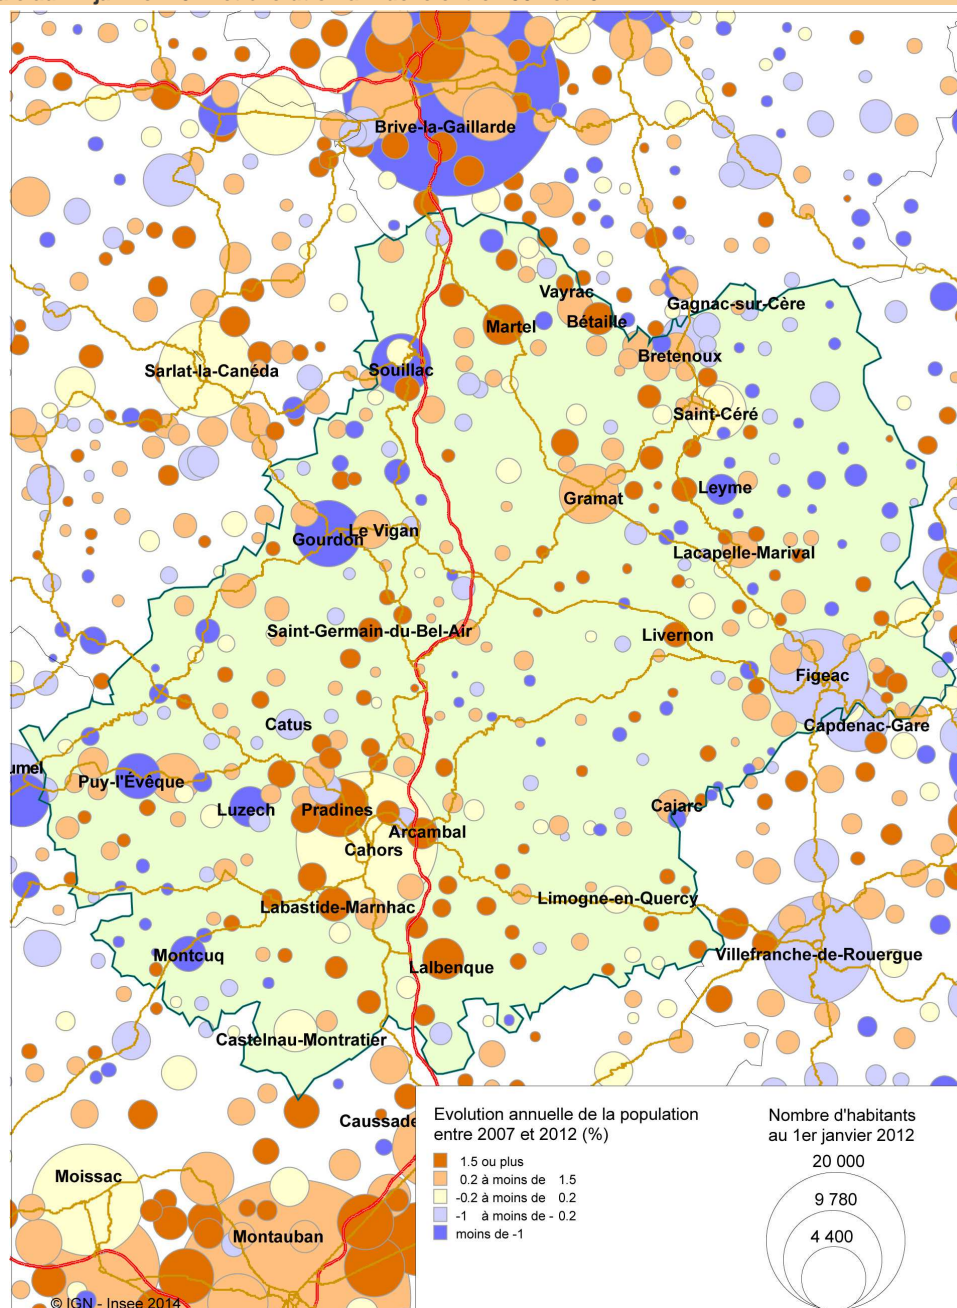 Brive-la-Gaillarde
Vayrac
Gagnac-sur-Cère
Martel
Bétaille
Bretenoux
Sarlat-la-Canéda
Souillac
Saint-Céré
Leyme
Gramat
Le Vigan
Gourdon
Lacapelle-Marival
Saint-Germain-du-Bel-Air
Livernon
Figeac
Catus
Capdenac-Gare
umel
Puy-l'Évêque
Luzech
Pradines
Cajarc
Arcambal
Cahors
Limogne-en-Quercy
Labastide-Marnhac
Montcuq
Villefranche-de-Rouergue
Lalbenque
Castelnau-Montratier
Caussade
Moissac
Montauban
Evolution annuelle de la population
entre 2007 et 2012 (%)
1.5 ou plus
0.2 à moins de 1.5
-0.2 à moins de 0.2
-1 à moins de - 0.2
moins de -1
Nombre d'habitants
au 1er janvier 2012
20 000
9 780
4 400
© IGN - Insee 2014